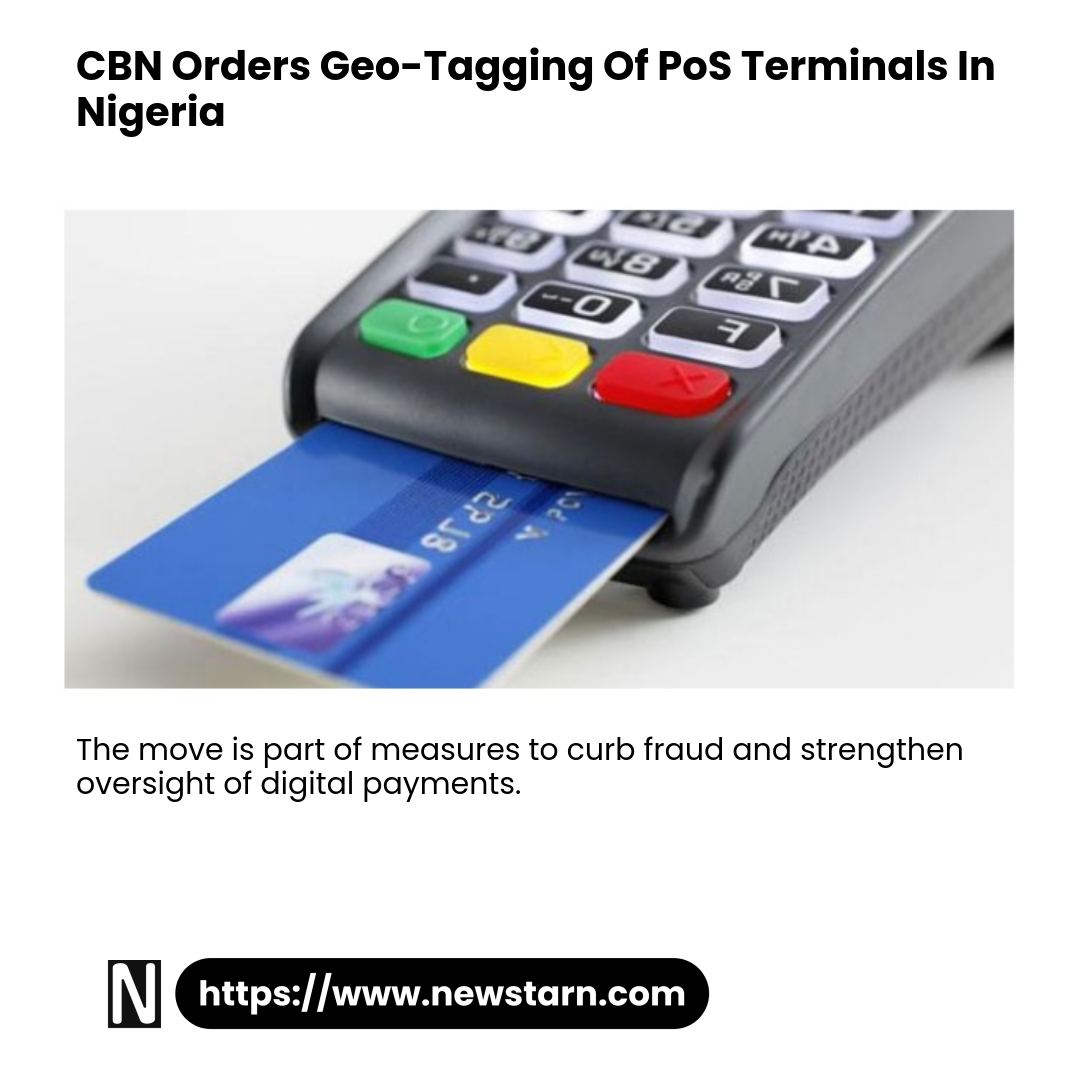 CBN Orders Geo-Tagging Of PoS Terminals In
Nigeria
The move is part of measures to curb fraud and strengthen
oversight of digital payments.
N
https://www.newstarn.com